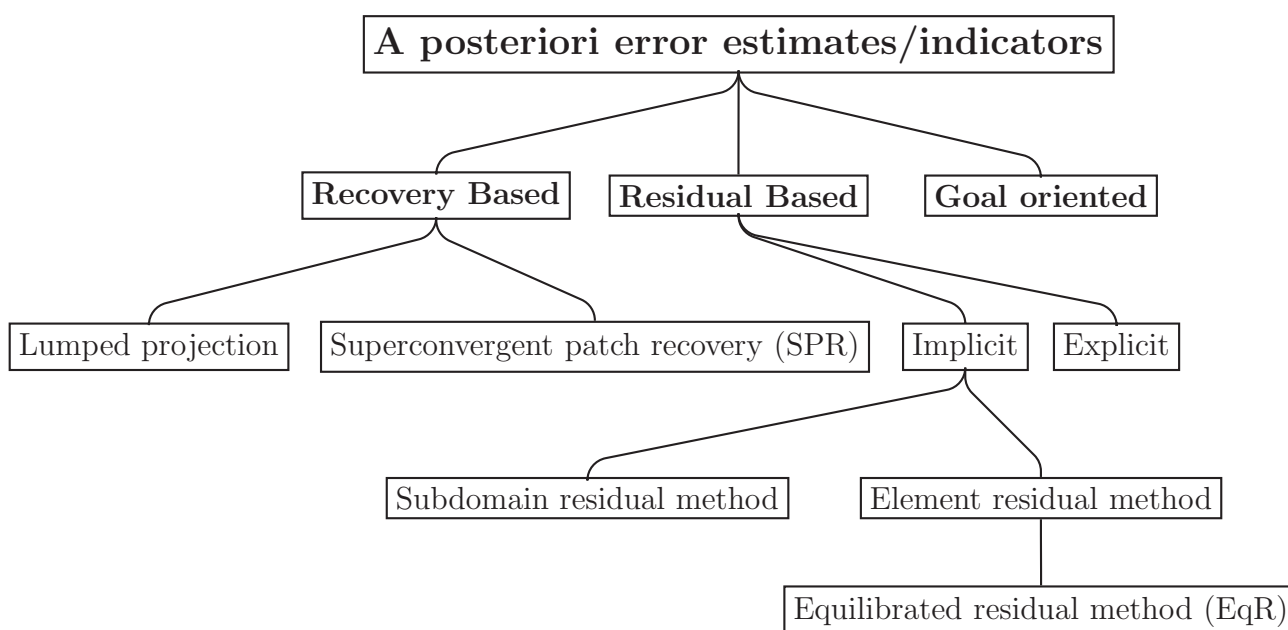 A posteriori error estimates/indicators
Recovery Based
Residual Based
Goal oriented
Lumped projection
Superconvergent patch recovery (SPR)
Implicit
Explicit
Subdomain residual method
Element residual method
Equilibrated residual method (EqR)